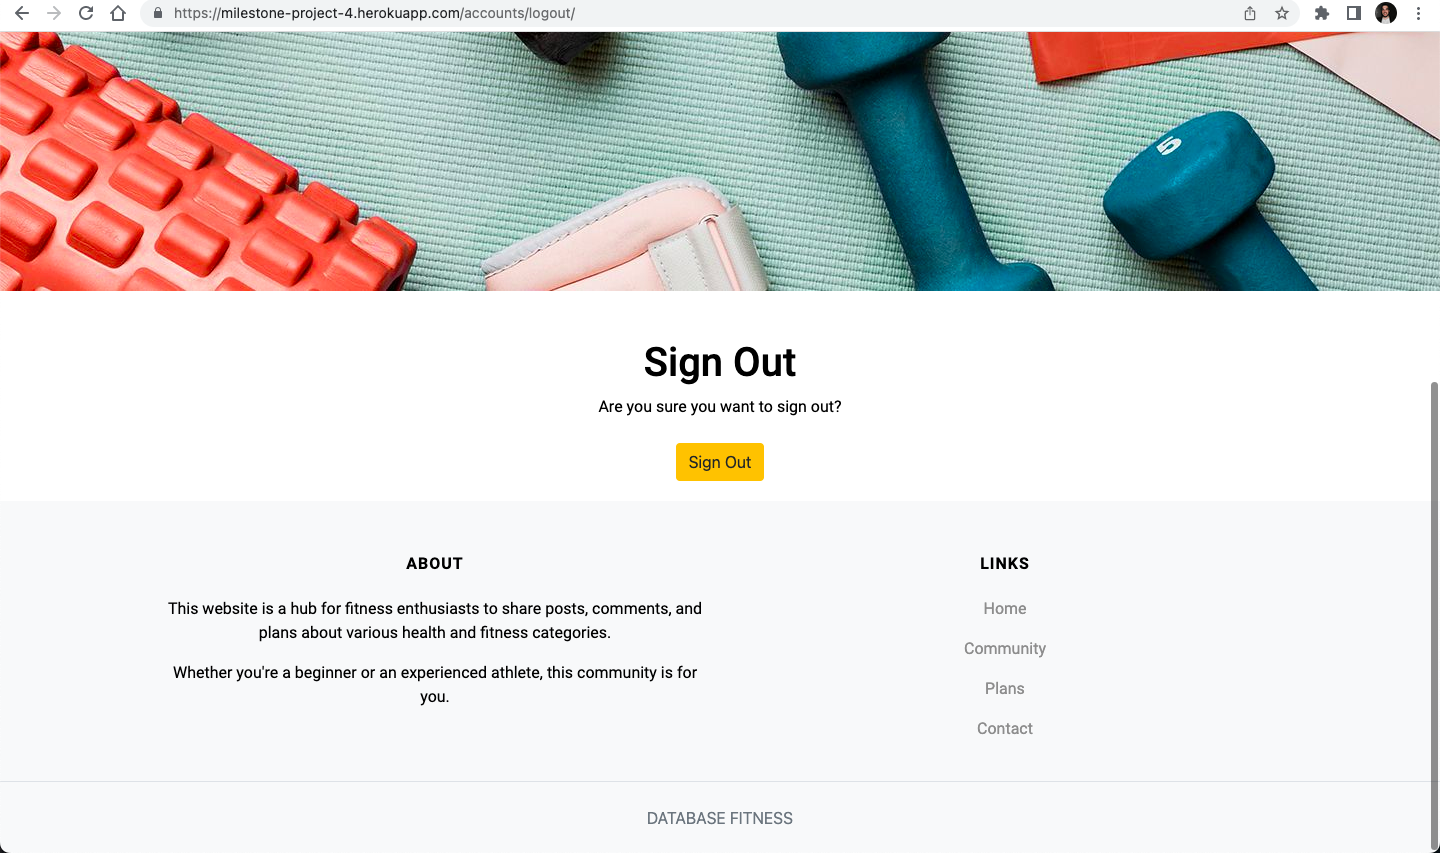 https://milestone-project-4.herokuapp.com/accounts/logout/
5
Sign Out
Are you sure you want to sign out?
Sign Out
ABOUT
This website is a hub for fitness enthusiasts to share posts, comments, and
plans about various health and fitness categories.
Whether you're a beginner or an experienced athlete, this community is for
you.
LINKS
Home
Community
Plans
Contact
DATABASE FITNESS